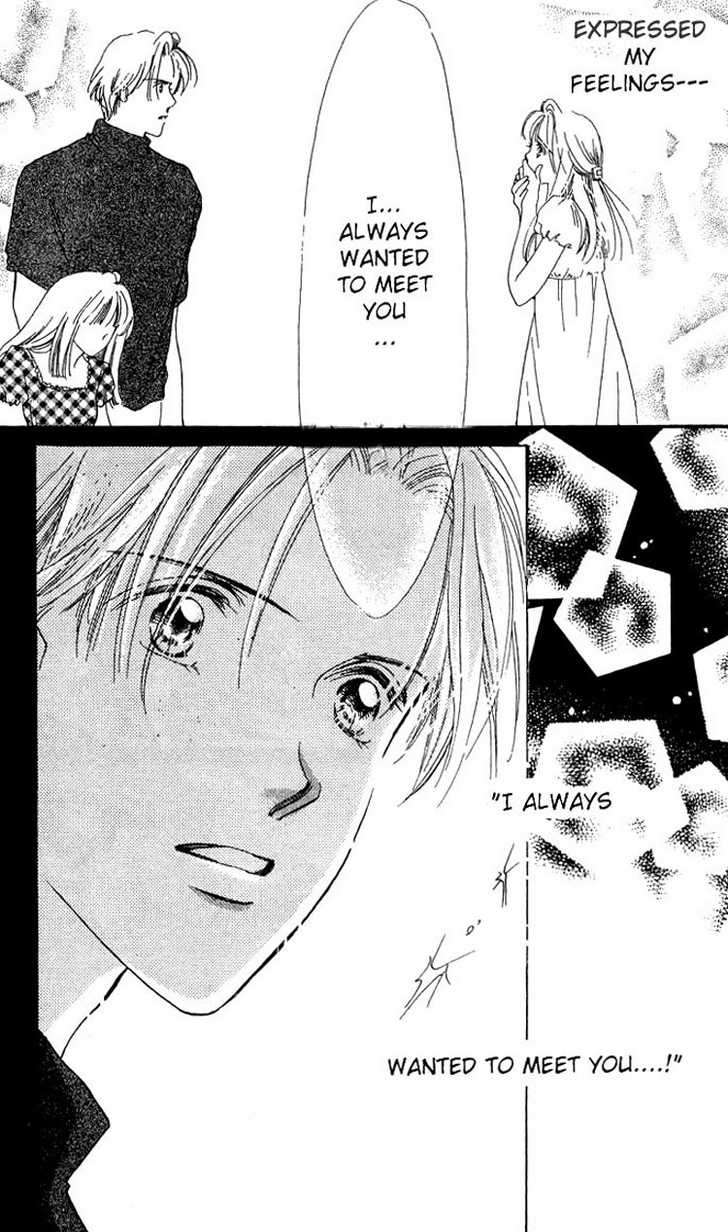 EXPRESSED
MY
FEELINGS---
I...
ALWAYS
WANTED
TO MEET
YOU
...
"I ALWAYS
WANTED TO MEET YOU....!"